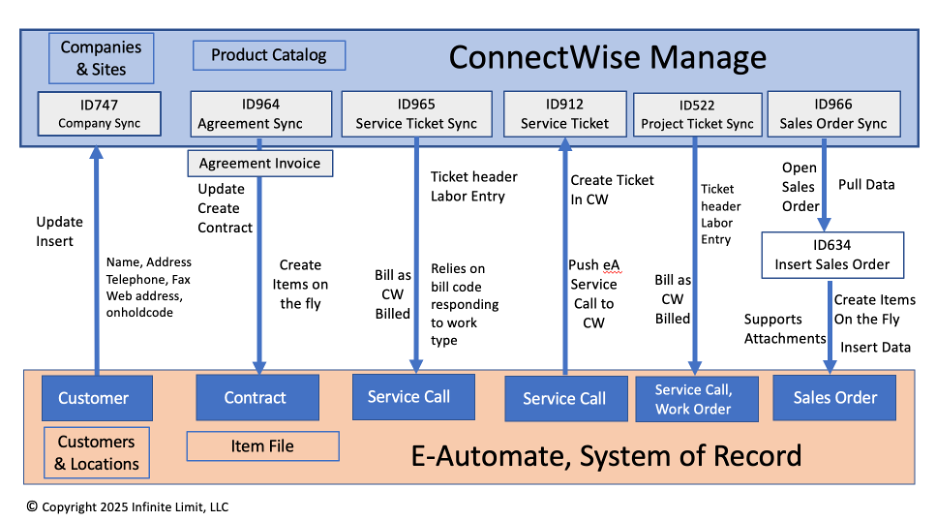 Companies
& Sites
Product Catalog
ConnectWise Manage
ID747
Company Sync
ID964
Agreement Sync
ID965
Service Ticket Sync
ID912
Service Ticket
ID522
Project Ticket Sync
ID966
Sales Order Sync
Agreement Invoice
Update
Insert
Name, Address
Telephone, Fax
Web address,
onholdcode
Update
Create
Contract
Create
Items on
the fly
Ticket header
Labor Entry
Bill as
CW
Billed
Relies on
bill code
responding
to work
type
Create Ticket
In CW
Push eA
Service
Call to
CW
Ticket
header
Labor
Entry
Bill as
CW
Billed
Open
Sales
Order
Pull Data
ID634
Insert Sales Order
Supports
Attachments
Create Items
On the Fly
Insert Data
Customer
Contract
Service Call
Service Call
Service Call,
Work Order
Sales Order
Customers
& Locations
Item File
E-Automate, System of Record
© Copyright 2025 Infinite Limit, LLC